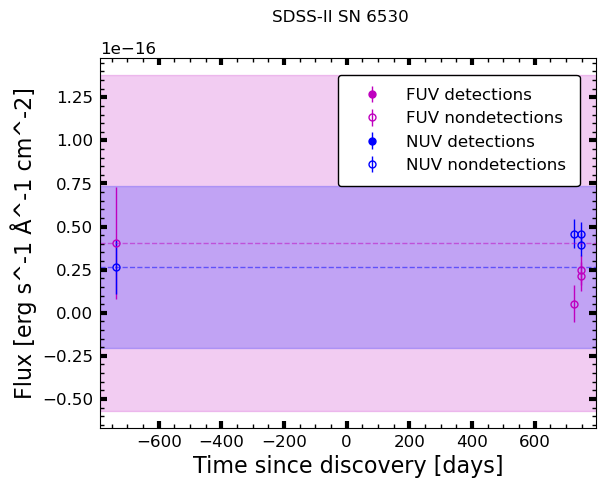 SDSS-II SN 6530
1e−16
FUV detections
FUV nondetections
NUV detections
NUV nondetections
1.25
1.00
0.75
0.50
0.25
0.00
−0.25
−0.50
Flux [erg s^-1 Å^-1 cm^-2]
−600 −400 −200 0 200 400 600
Time since discovery [days]